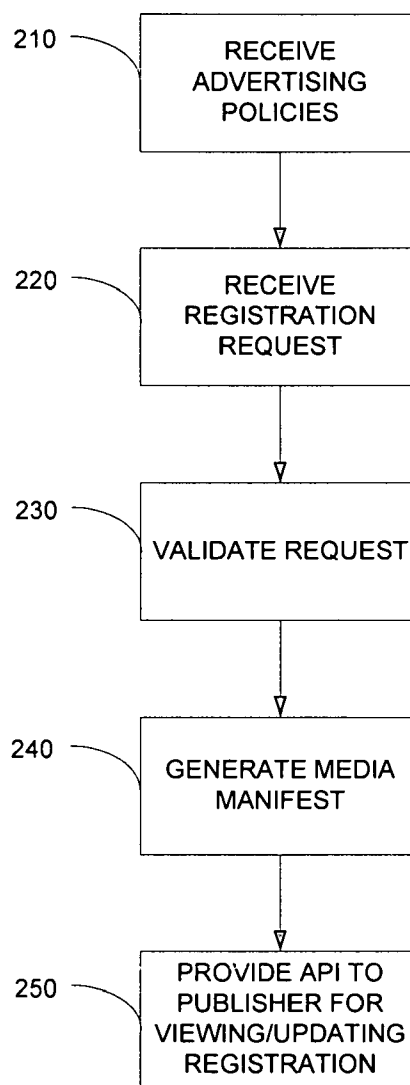 210
RECEIVE
ADVERTISING
POLICIES
220
RECEIVE
REGISTRATION
REQUEST
230
VALIDATE REQUEST
240
GENERATE MEDIA
MANIFEST
250
PROVIDE API TO
PUBLISHER FOR
VIEWING/UPDATING
REGISTRATION